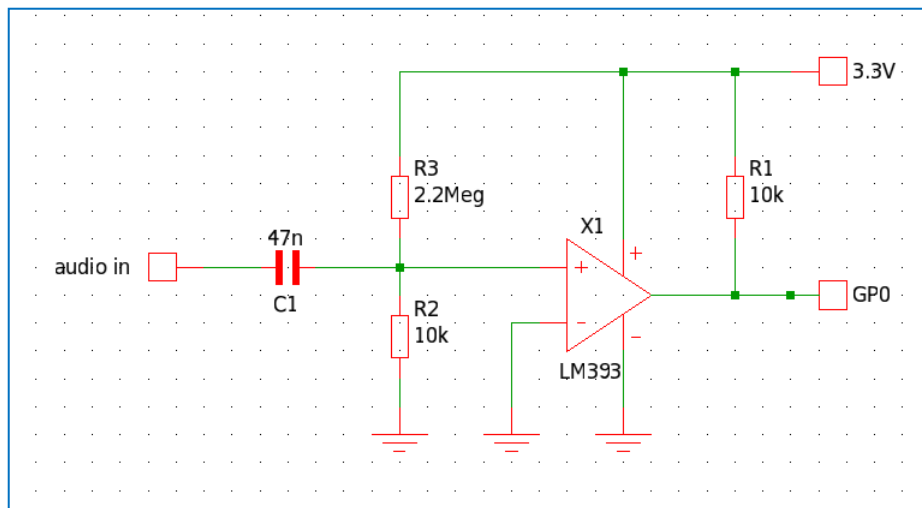 3.3V
R3
2.2Meg
R1
10k
X1
47n
+
audio in
+
C1
GP0
R2
10k
-
-
LM393